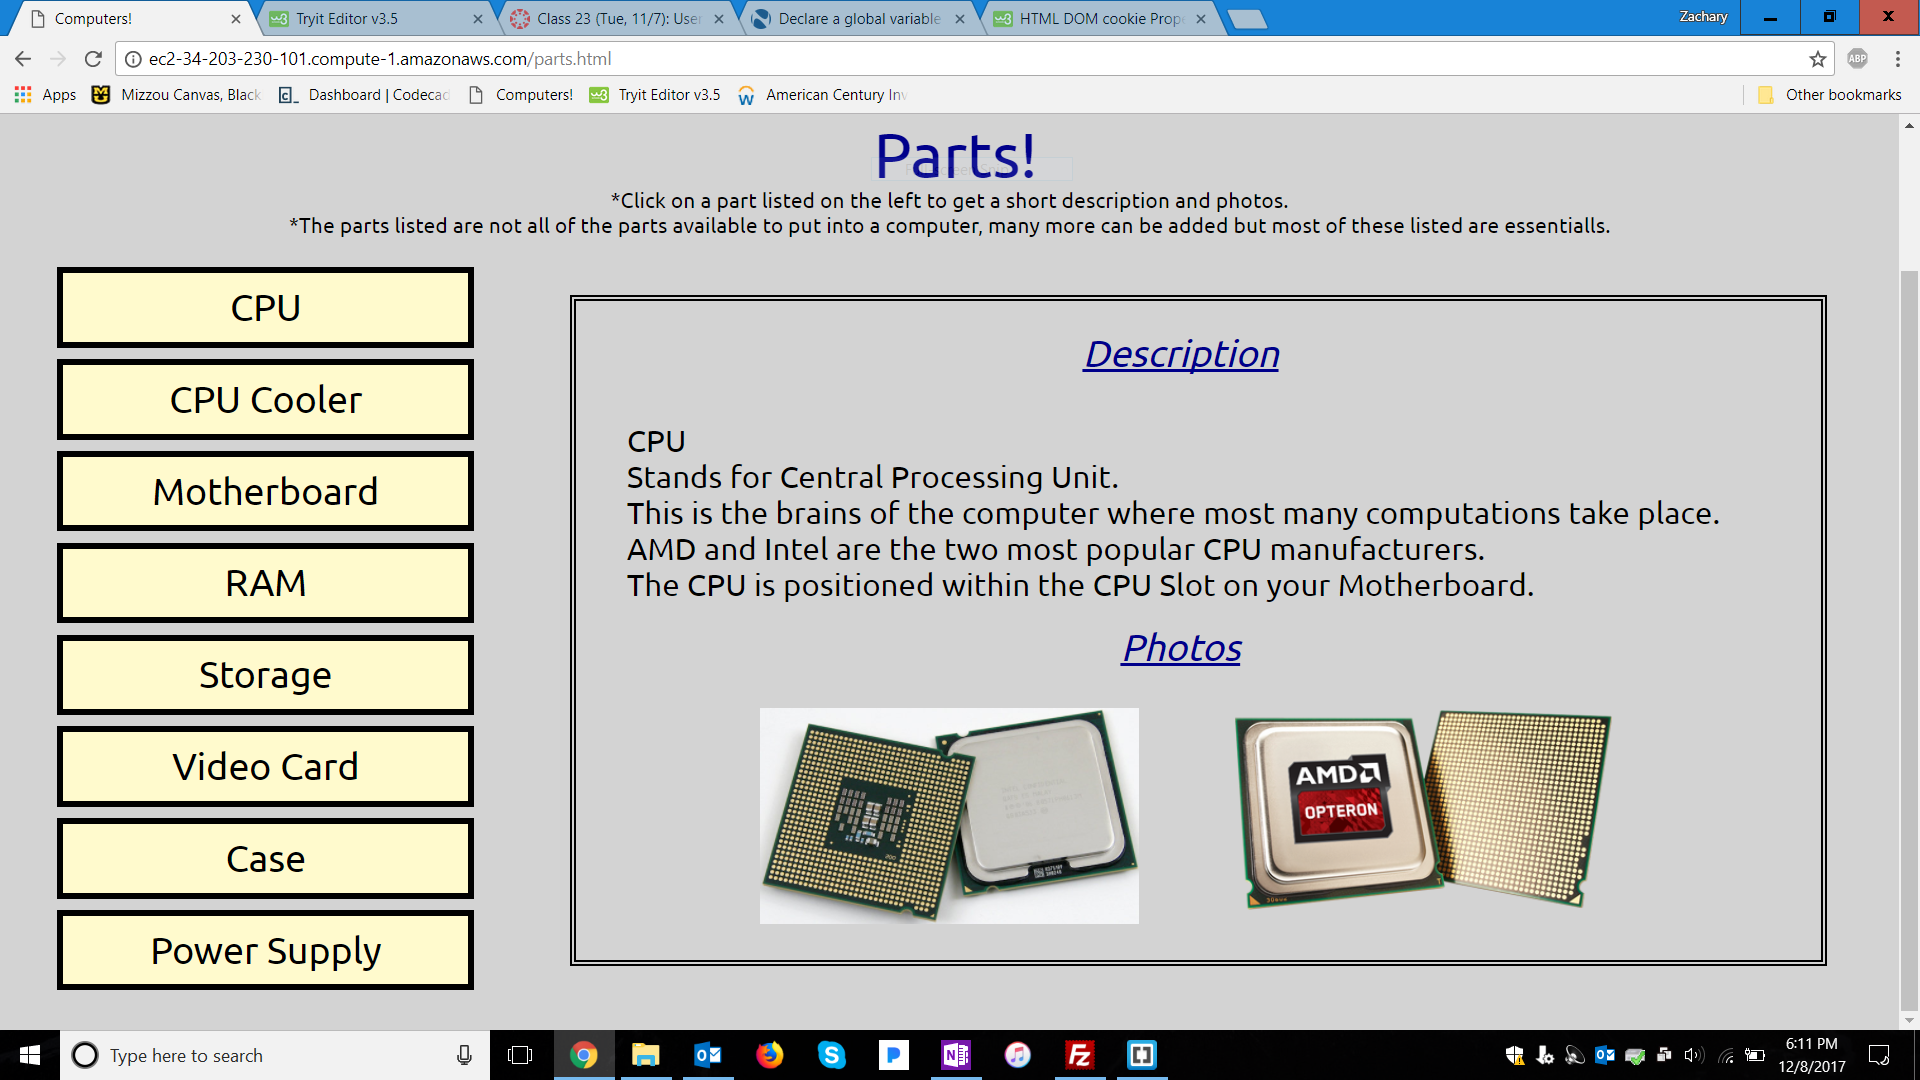 Computers!
Tryit Editor v3.5
Class 23 (Tue, 11/7): User
Declare a global variable
HTML DOM cookie Prope
Zachary
ec2-34-203-230-101.compute-1.amazonaws.com/parts.html
ABP
Apps
Mizzou Canvas, Black
Dashboard | Codecad
Computers!
Tryit Editor v3.5
American Century Inv
Other bookmarks
Parts!
*Click on a part listed on the left to get a short description and photos.
*The parts listed are not all of the parts available to put into a computer, many more can be added but most of these listed are essentialls.
CPU
CPU Cooler
Motherboard
RAM
Storage
Video Card
Case
Power Supply
Description
CPU
Stands for Central Processing Unit.
This is the brains of the computer where most many computations take place.
AMD and Intel are the two most popular CPU manufacturers.
The CPU is positioned within the CPU Slot on your Motherboard.
Photos
AMD
OPTERON
Type here to search
6:11 PM
12/8/2017